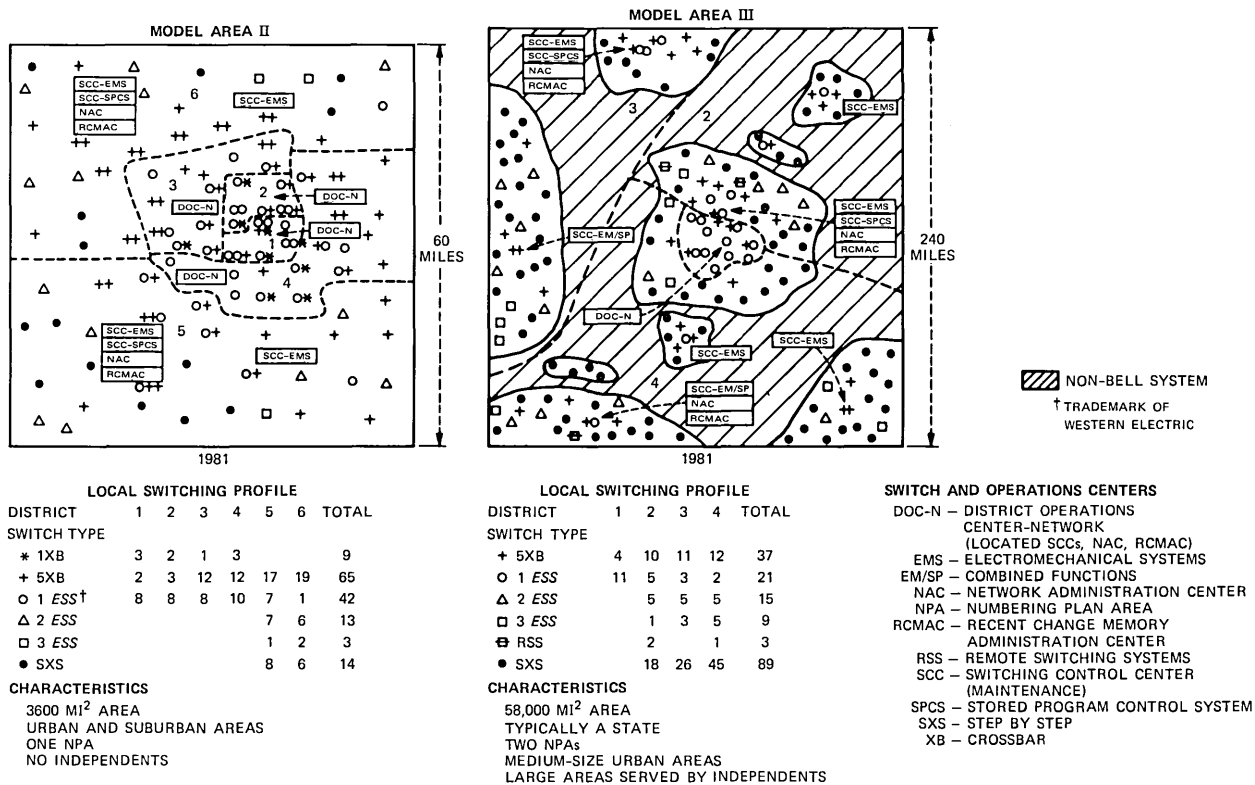 MODEL AREA II
SCC-EMS
SCC-SPCS
NAC
RCMAC
6
SCC-EMS
3
2
DOC-N
DOC-N
DOC-N
1
DOC-N
4
5
SCC-EMS
SCC-SPCS
NAC
RCMAC
SCC-EMS
60
MILES
1981
MODEL AREA III
SCC-EMS
SCC-SPCS
NAC
RCMAC
3
2
SCC-EMS
SCC-EMS
SCC-SPCS
NAC
RCMAC
SCC-EM/SP
DOC-N
SCC-EMS
SCC-EMS
4
SCC-EM/SP
NAC
RCMAC
240
MILES
1981
NON-BELL SYSTEM
† TRADEMARK OF
WESTERN ELECTRIC
LOCAL SWITCHING PROFILE
DISTRICT 1 2 3 4 5 6 TOTAL
SWITCH TYPE
* 1XB 3 2 1 3 9
+ 5XB 2 3 12 12 17 19 65
○ 1 ESS† 8 8 8 10 7 1 42
△ 2 ESS 7 6 13
□ 3 ESS 1 2 3
● SXS 8 6 14
CHARACTERISTICS
3600 MI² AREA
URBAN AND SUBURBAN AREAS
ONE NPA
NO INDEPENDENTS
LOCAL SWITCHING PROFILE
DISTRICT 1 2 3 4 TOTAL
SWITCH TYPE
+ 5XB 4 10 11 12 37
○ 1 ESS 11 5 3 2 21
△ 2 ESS 5 5 5 15
□ 3 ESS 1 3 5 9
RSS 2 1 3
● SXS 18 26 45 89
CHARACTERISTICS
58,000 MI² AREA
TYPICALLY A STATE
TWO NPAs
MEDIUM-SIZE URBAN AREAS
LARGE AREAS SERVED BY INDEPENDENTS
SWITCH AND OPERATIONS CENTERS
DOC-N – DISTRICT OPERATIONS
CENTER-NETWORK
(LOCATED SCCs, NAC, RCMAC)
EMS – ELECTROMECHANICAL SYSTEMS
EM/SP – COMBINED FUNCTIONS
NAC – NETWORK ADMINISTRATION CENTER
NPA – NUMBERING PLAN AREA
RCMAC – RECENT CHANGE MEMORY
ADMINISTRATION CENTER
RSS – REMOTE SWITCHING SYSTEMS
SCC – SWITCHING CONTROL CENTER
(MAINTENANCE)
SPCS – STORED PROGRAM CONTROL SYSTEM
SXS – STEP BY STEP
XB – CROSSBAR